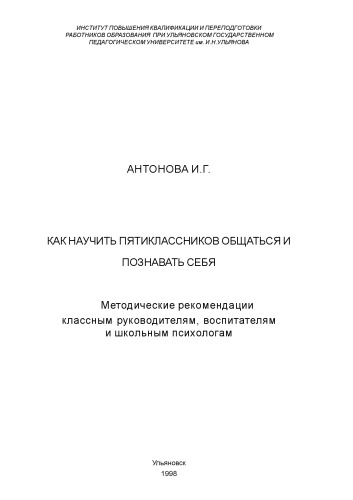 ИНСТИТУТ ПОВЫШЕНИЯ КВАЛИФИКАЦИИ И ПЕРЕПОДГОТОВКИ
РАБОТНИКОВ ОБРАЗОВАНИЯ ПРИ УЛЬЯНОВСКОМ ГОСУДАРСТВЕННОМ
ПЕДАГОГИЧЕСКОМ УНИВЕРСИТЕТЕ им. И.Н.УЛЬЯНОВА
АНТОНОВА И.Г.
КАК НАУЧИТЬ ПЯТИКЛАССНИКОВ ОБЩАТЬСЯ И
ПОЗНАВАТЬ СЕБЯ
Методические рекомендации
классным руководителям, воспитателям
и школьным психологам
Ульяновск
1998